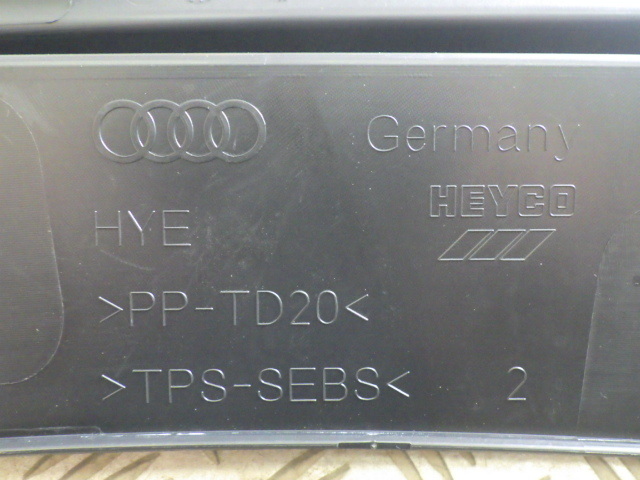 Germany
HEYCO
HYE
>PP-TD20<
>TPS-SEBS< 2